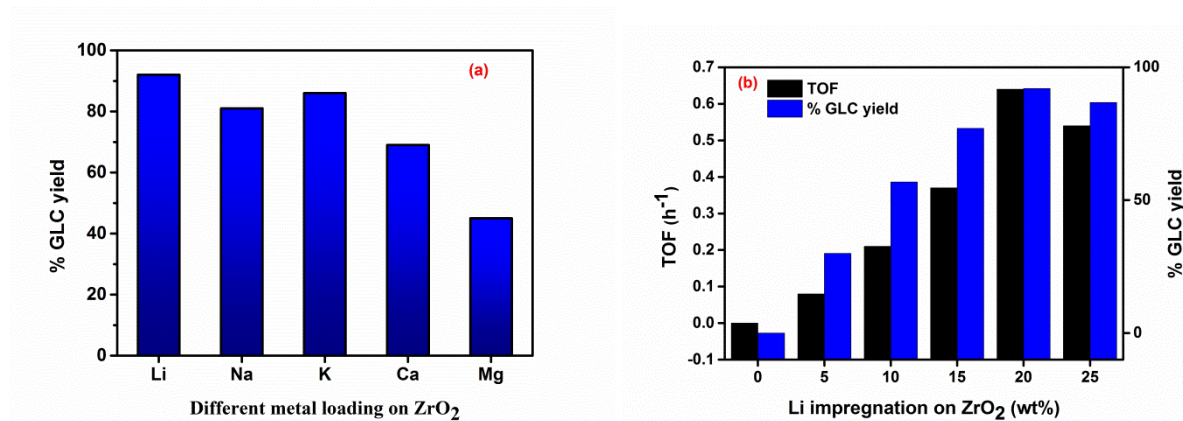 (a)
% GLC yield
100
80
60
40
20
0
Li Na K Ca Mg
Different metal loading on ZrO₂
(b)
TOF
% GLC yield
TOF (h⁻¹)
0.7
0.6
0.5
0.4
0.3
0.2
0.1
0.0
-0.1
100
50
0
% GLC yield
0 5 10 15 20 25
Li impregnation on ZrO₂ (wt%)